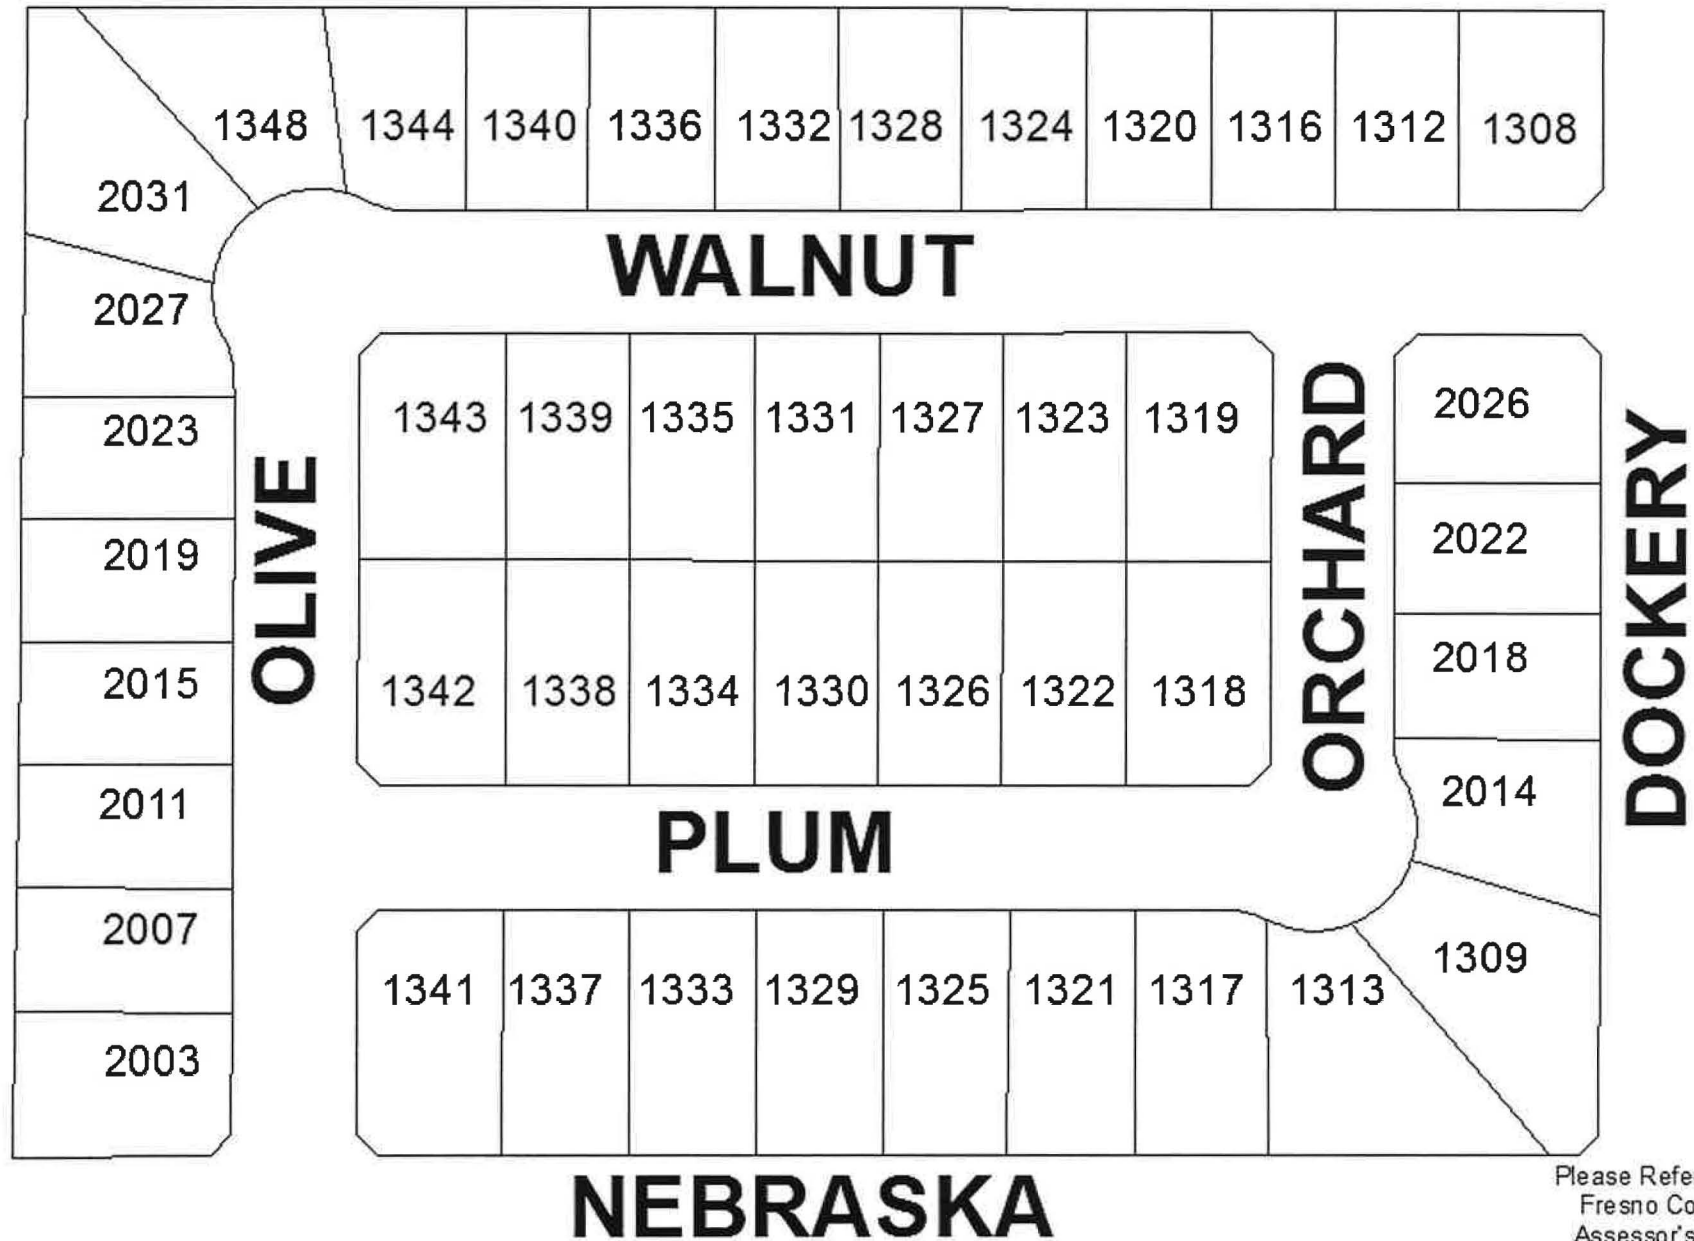 1348 1344 1340 1336 1332 1328 1324 1320 1316 1312 1308
2031
WALNUT
2027
2023
2019
2015
2011
2007
2003
OLIVE
1343 1339 1335 1331 1327 1323 1319
1342 1338 1334 1330 1326 1322 1318
ORCHARD
2026
2022
2018
2014
DOCKERY
PLUM
1341 1337 1333 1329 1325 1321 1317 1313 1309
NEBRASKA
Please Refe
Fresno Co
Assessor's